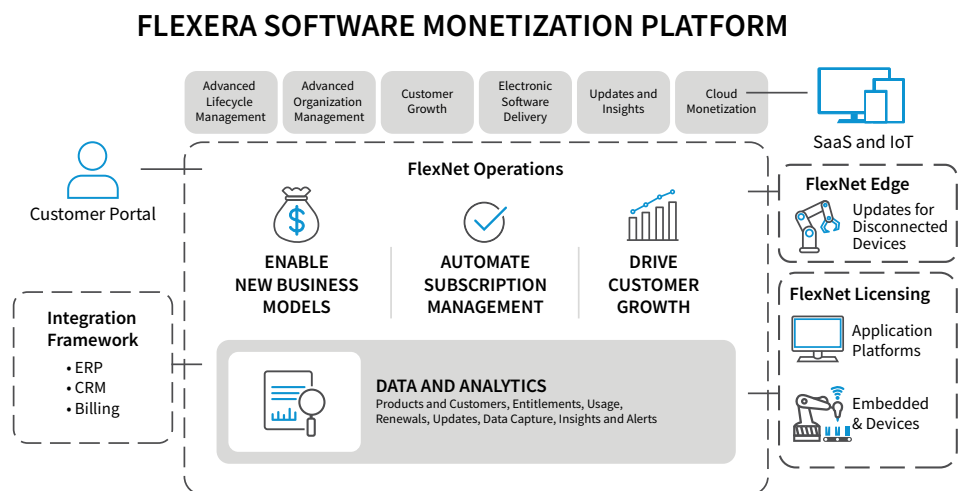 FLEXERA SOFTWARE MONETIZATION PLATFORM
Advanced
Lifecycle
Management
Advanced
Organization
Management
Customer
Growth
Electronic
Software
Delivery
Updates and
Insights
Cloud
Monetization
SaaS and IoT
Customer Portal
FlexNet Operations
$
ENABLE
NEW BUSINESS
MODELS
AUTOMATE
SUBSCRIPTION
MANAGEMENT
DRIVE
CUSTOMER
GROWTH
FlexNet Edge
Updates for
Disconnected
Devices
FlexNet Licensing
Application
Platforms
Embedded
& Devices
Integration
Framework
• ERP
• CRM
• Billing
DATA AND ANALYTICS
Products and Customers, Entitlements, Usage,
Renewals, Updates, Data Capture, Insights and Alerts